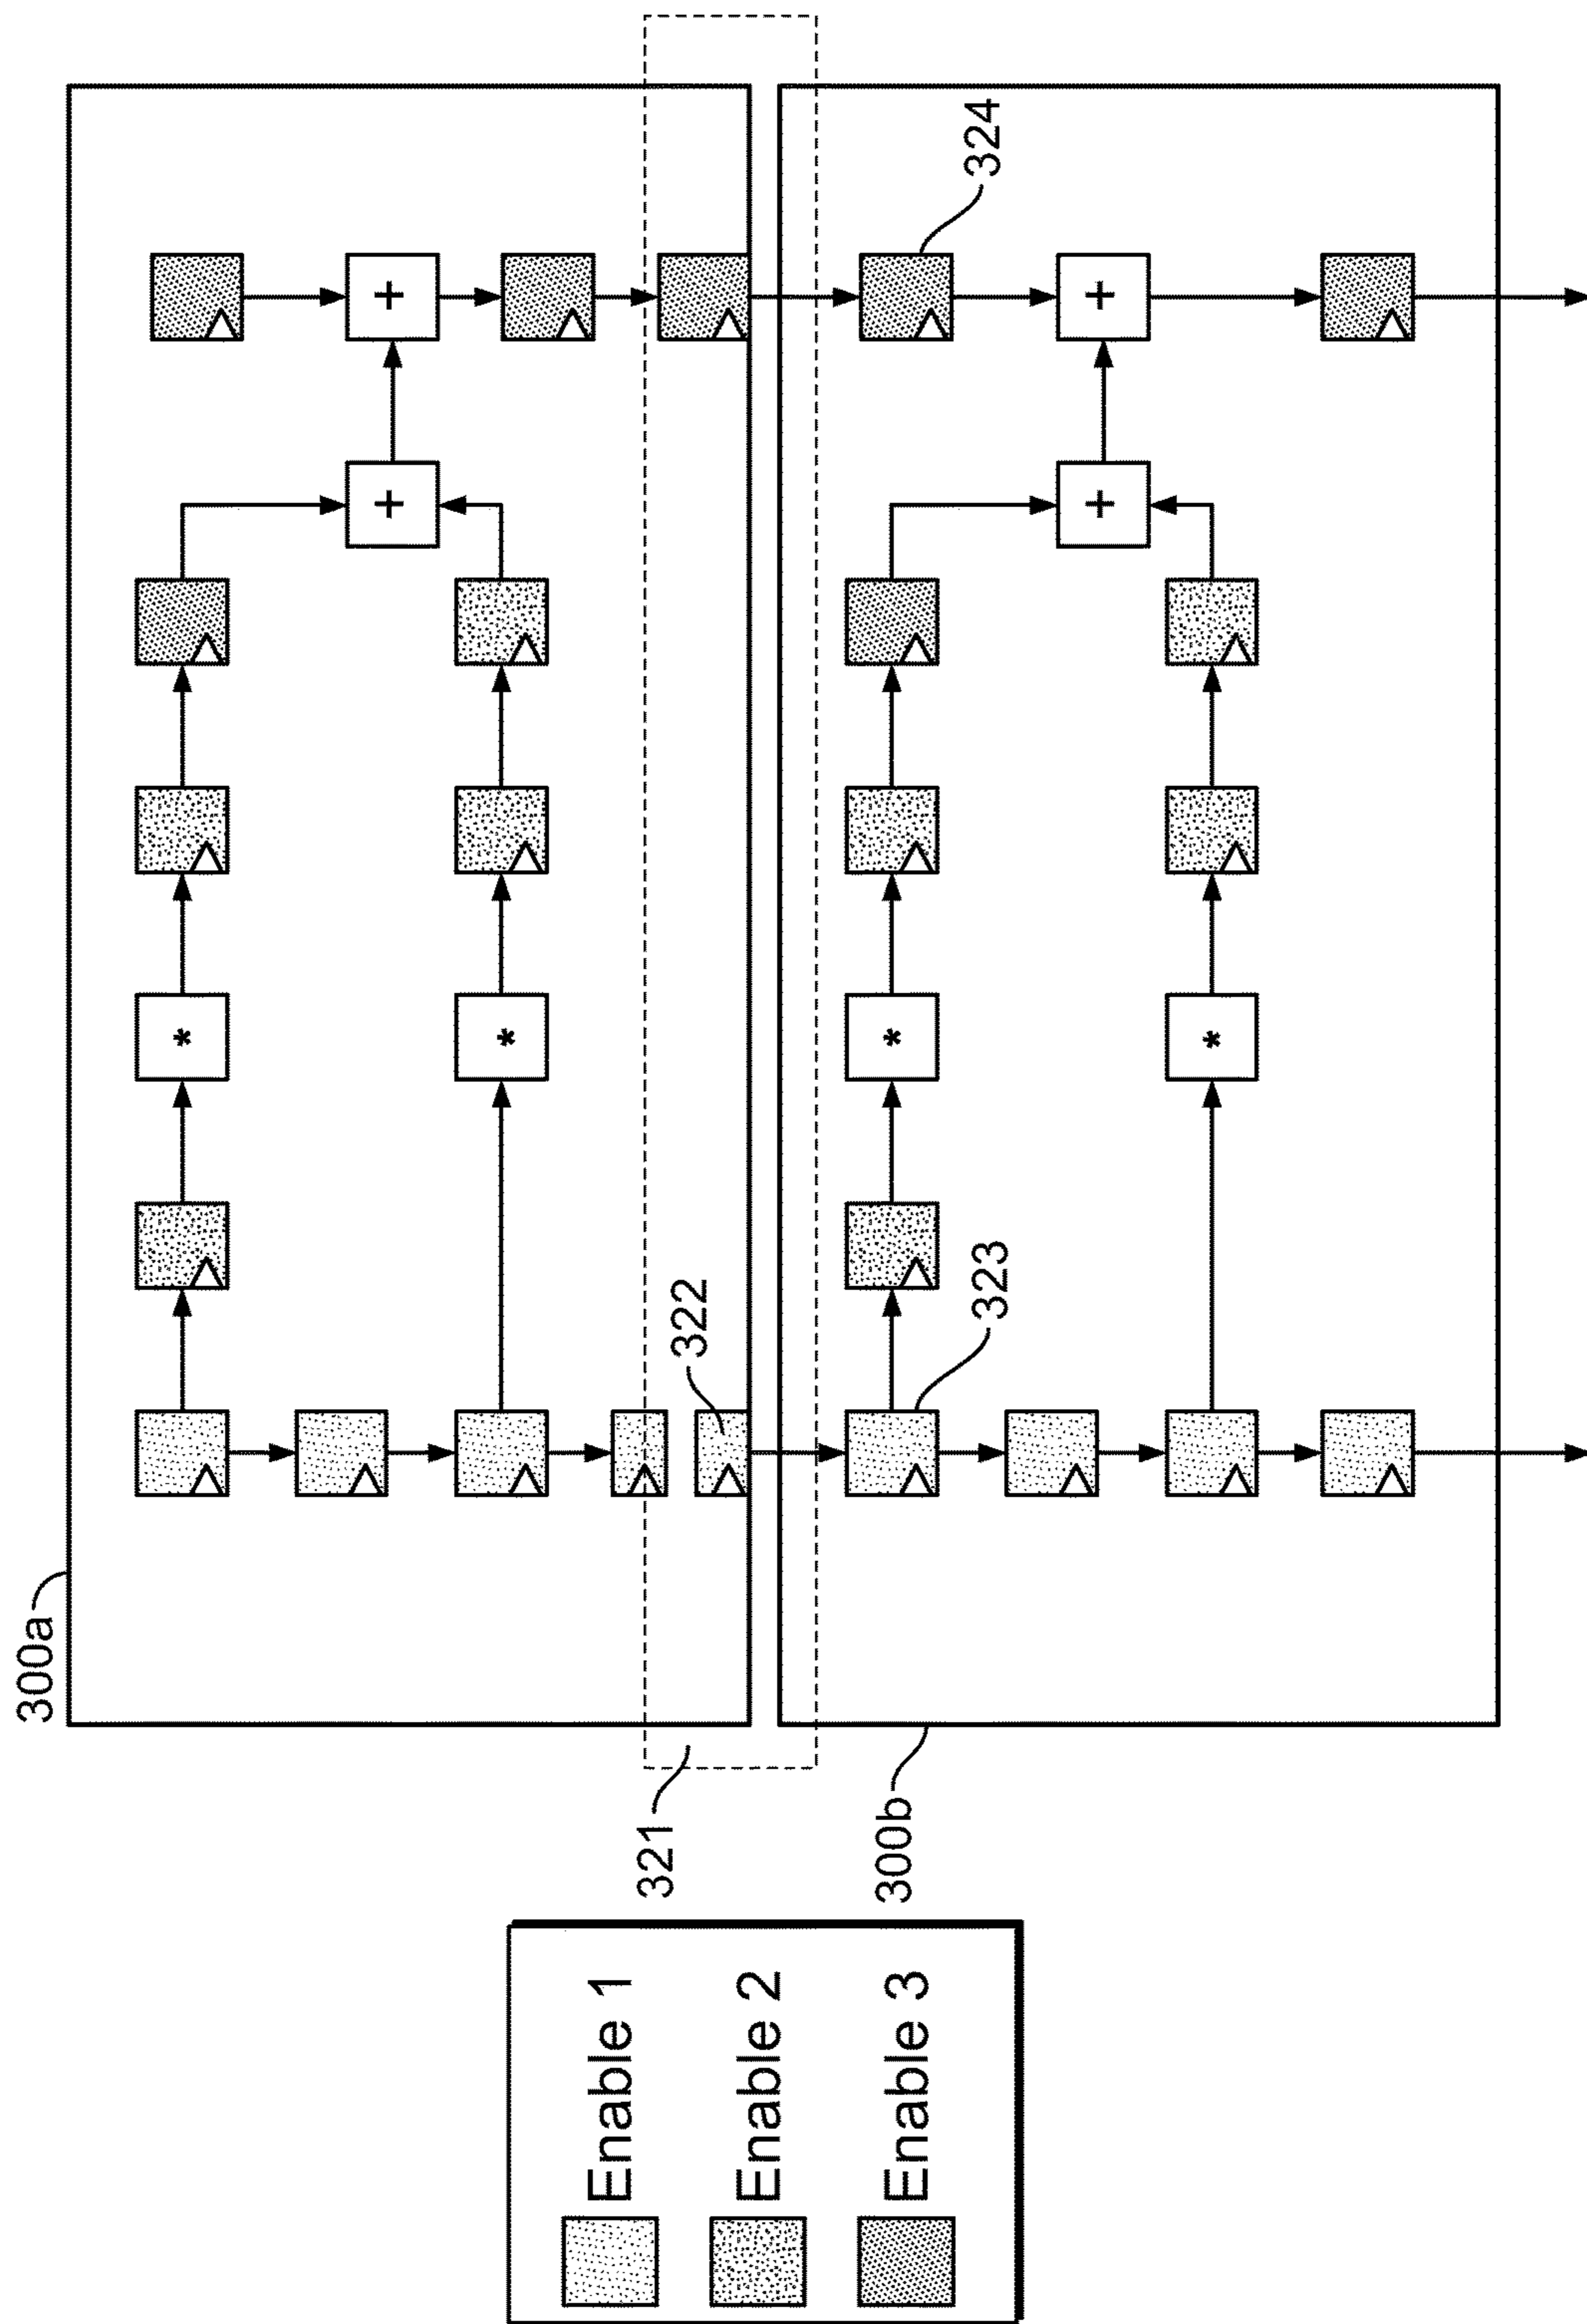 300a
*
+
+
*
Enable 1
Enable 2
Enable 3
321
322
300b
*
323
324
+
+
*